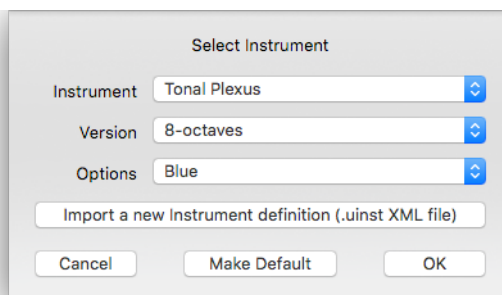 Select Instrument
Instrument Tonal Plexus
Version 8-octaves
Options Blue
Import a new Instrument definition (.uinst XML file)
Cancel Make Default OK